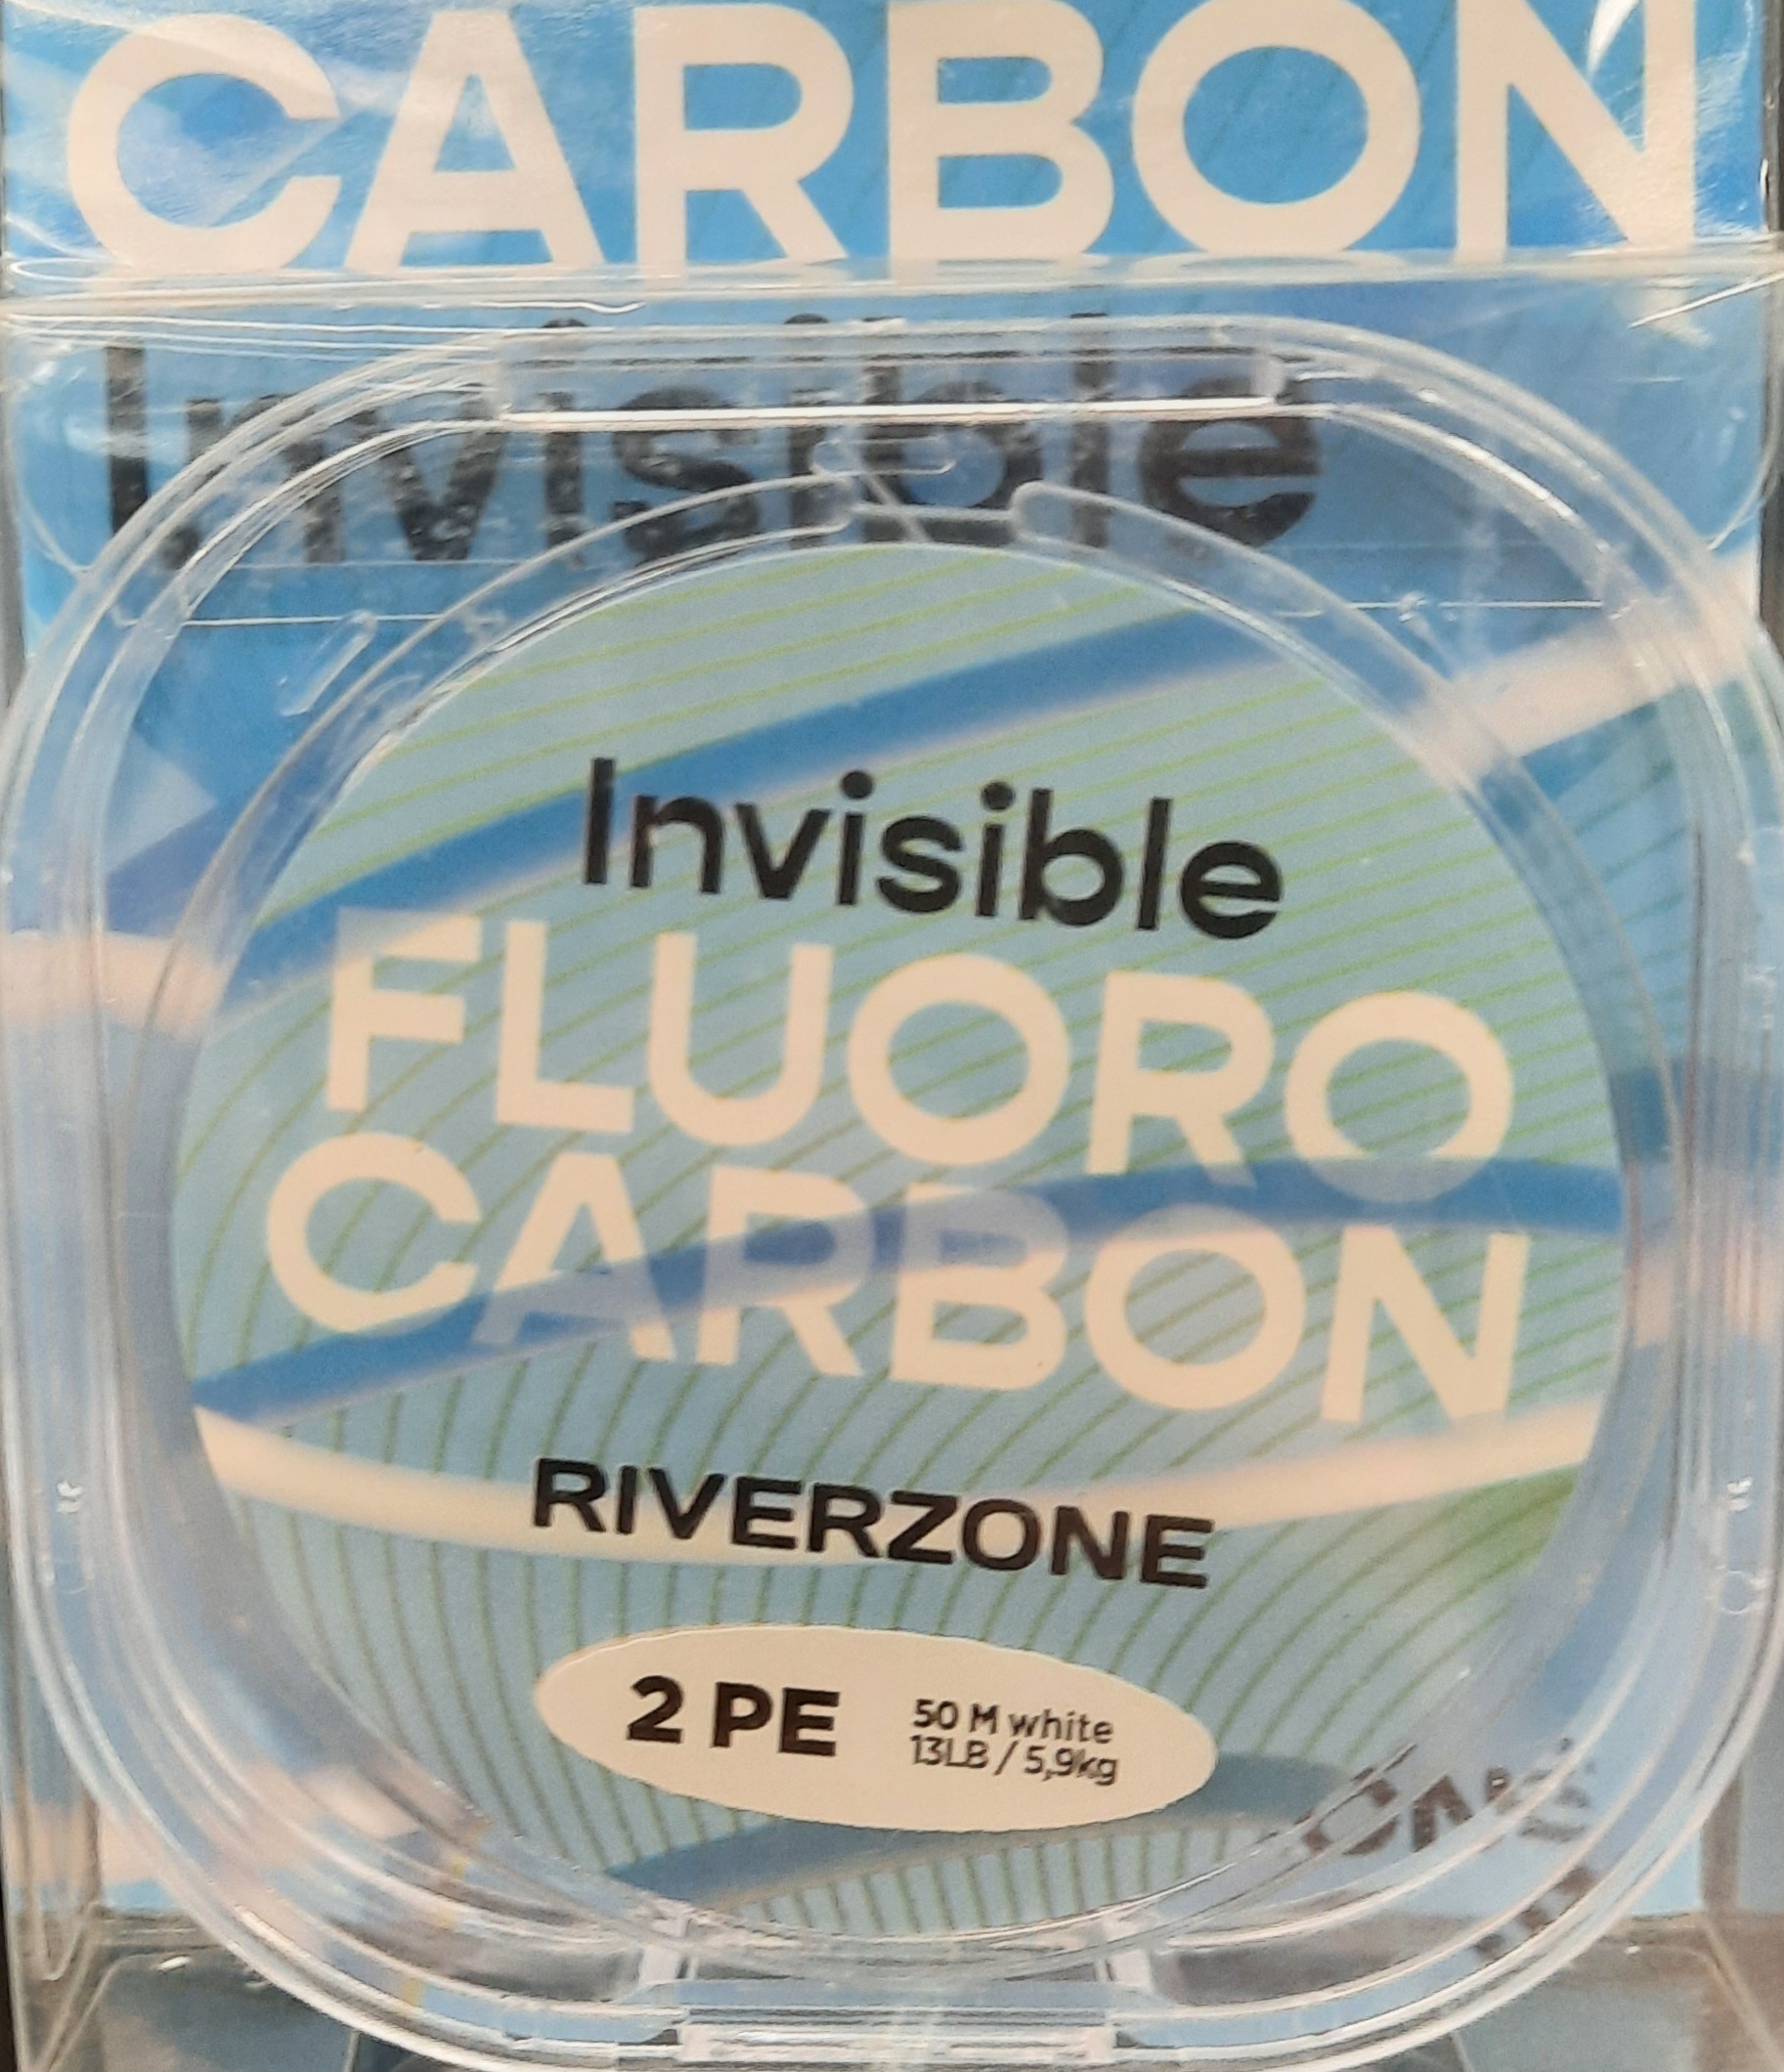 CARBON
Invisible
Invisible
FLUORO
CARBON
RIVERZONE
2 PE
50 M white
13LB / 5,9kg